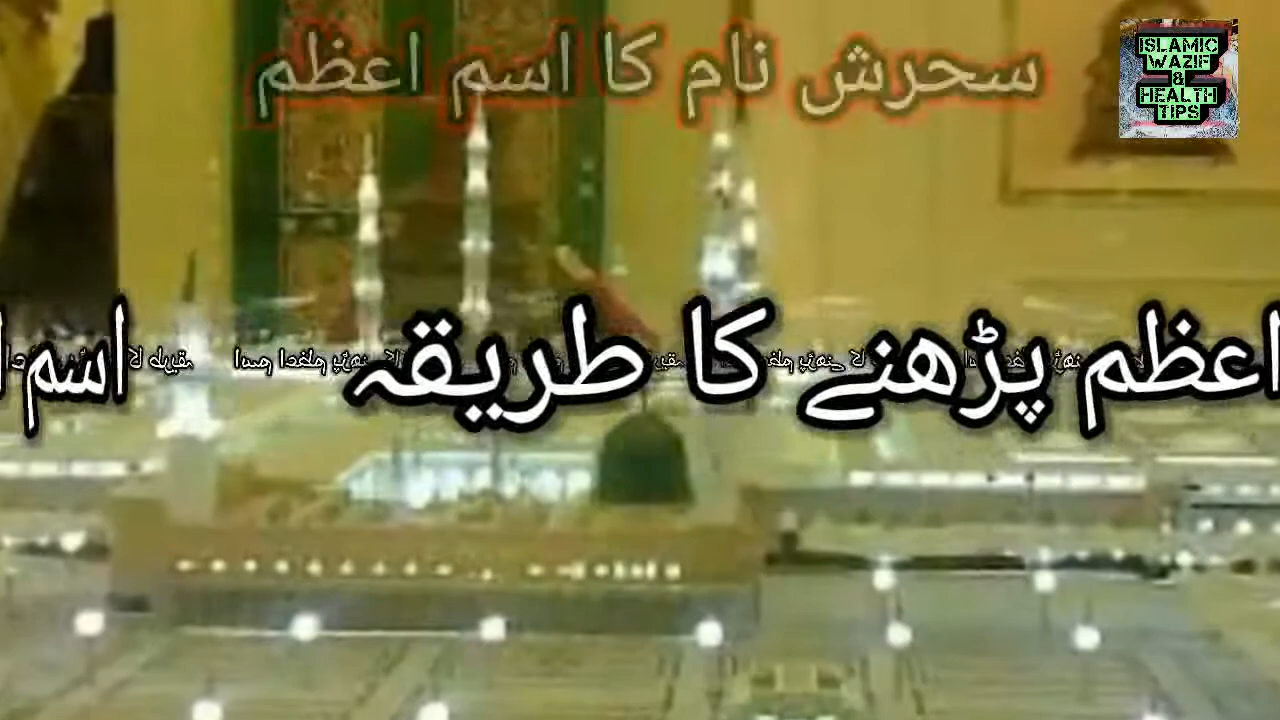 سحرش نام کا اسم اعظم
ISLAMIC
WAZIF
&
HEALTH
TIPS
اعظم پڑھنے کا طریقہ اسم ا